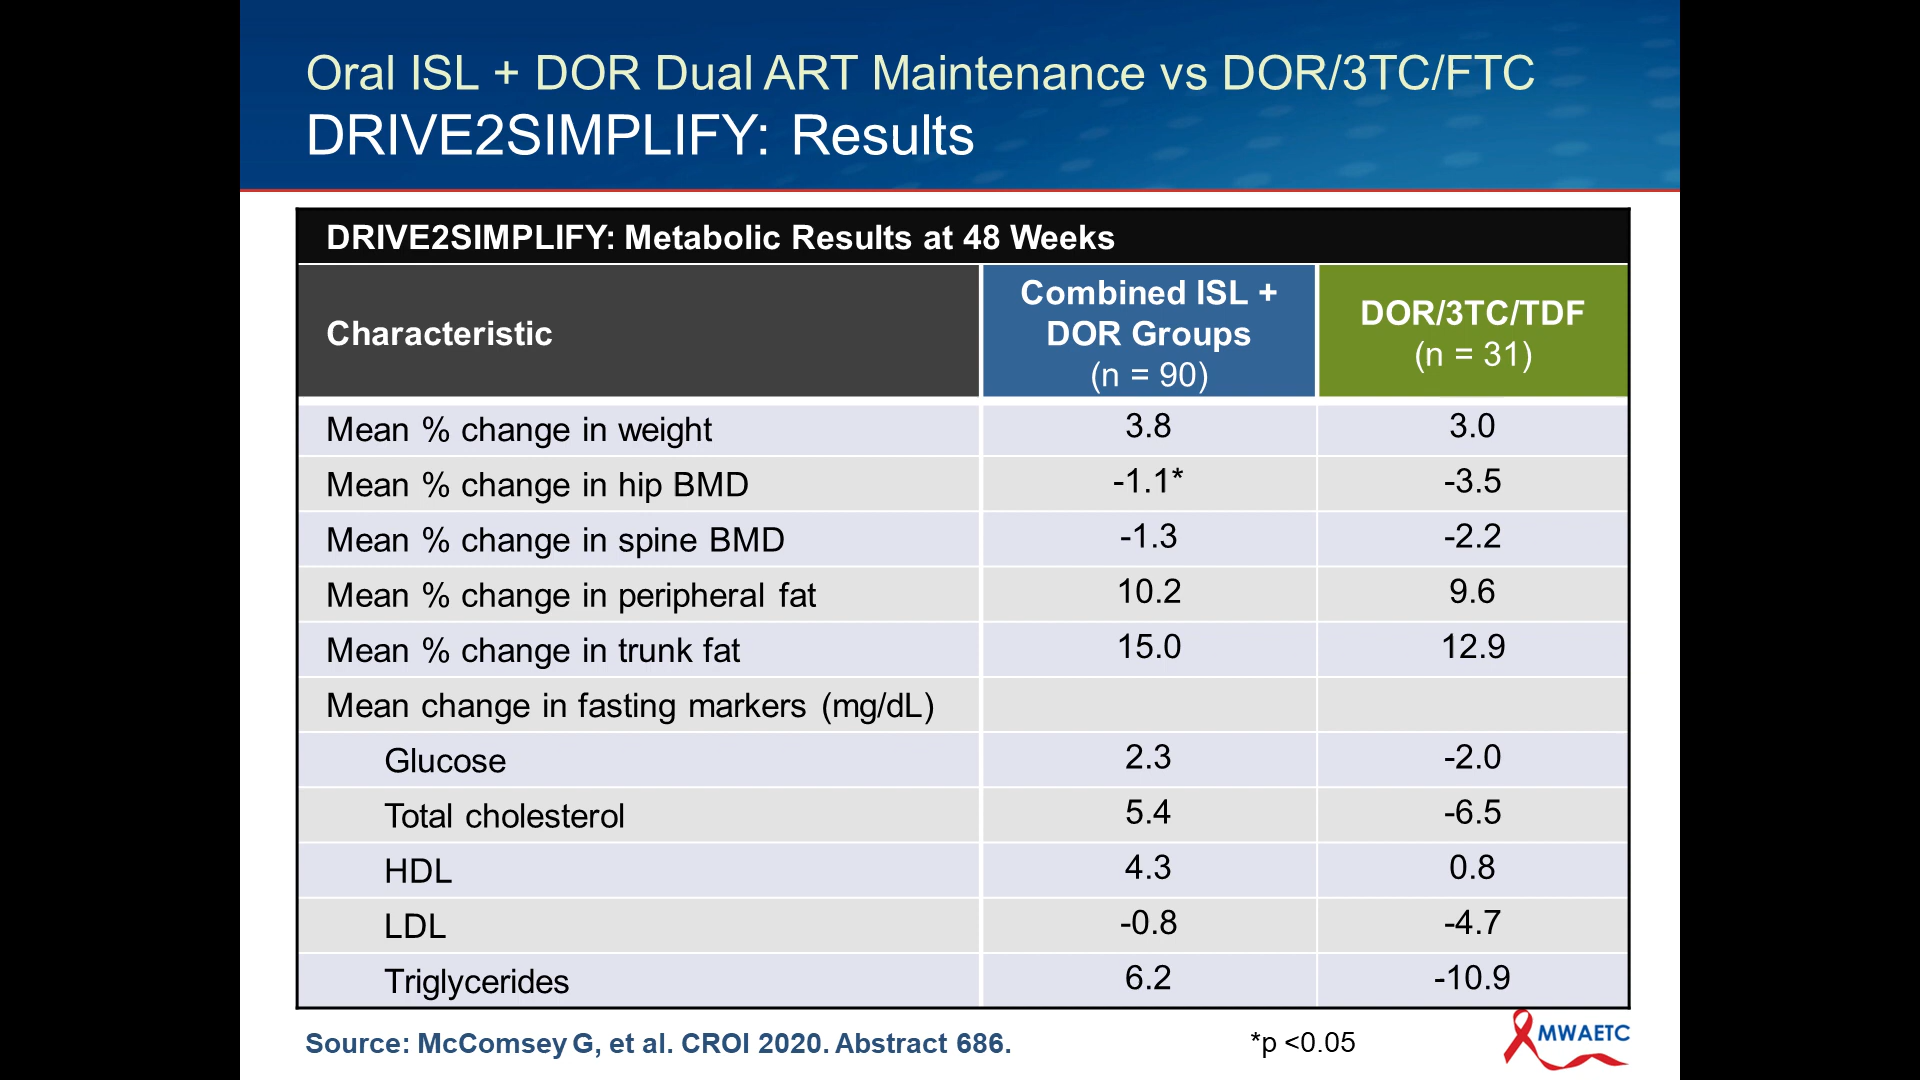 Oral ISL + DOR Dual ART Maintenance vs DOR/3TC/FTC
DRIVE2SIMPLIFY: Results
DRIVE2SIMPLIFY: Metabolic Results at 48 Weeks
Characteristic
Combined ISL +
DOR Groups
(n = 90)
DOR/3TC/TDF
(n = 31)
Mean % change in weight 3.8 3.0
Mean % change in hip BMD -1.1* -3.5
Mean % change in spine BMD -1.3 -2.2
Mean % change in peripheral fat 10.2 9.6
Mean % change in trunk fat 15.0 12.9
Mean change in fasting markers (mg/dL)
Glucose 2.3 -2.0
Total cholesterol 5.4 -6.5
HDL 4.3 0.8
LDL -0.8 -4.7
Triglycerides 6.2 -10.9
Source: McComsey G, et al. CROI 2020. Abstract 686.
*p <0.05
MWAETC